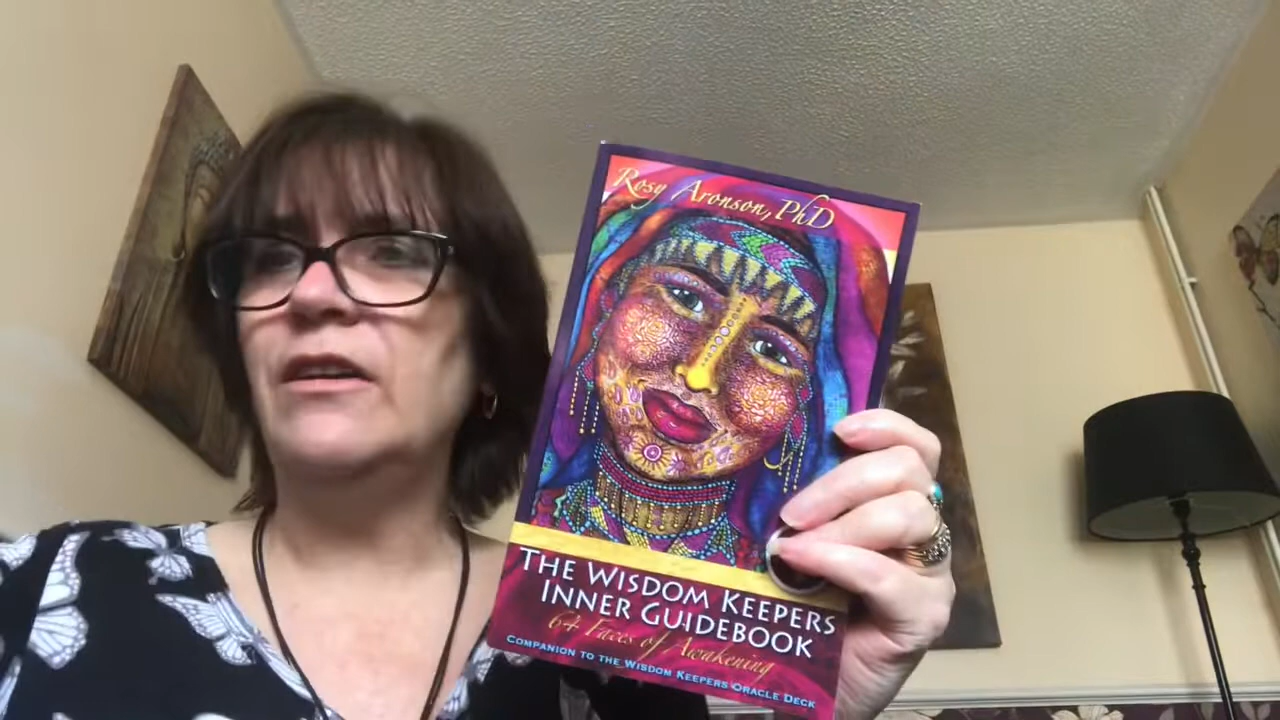 Rosy Aronson, PhD
The Wisdom Keepers
Inner Guidebook
64 Faces of Awakening
Companion to the Wisdom Keepers Oracle Deck